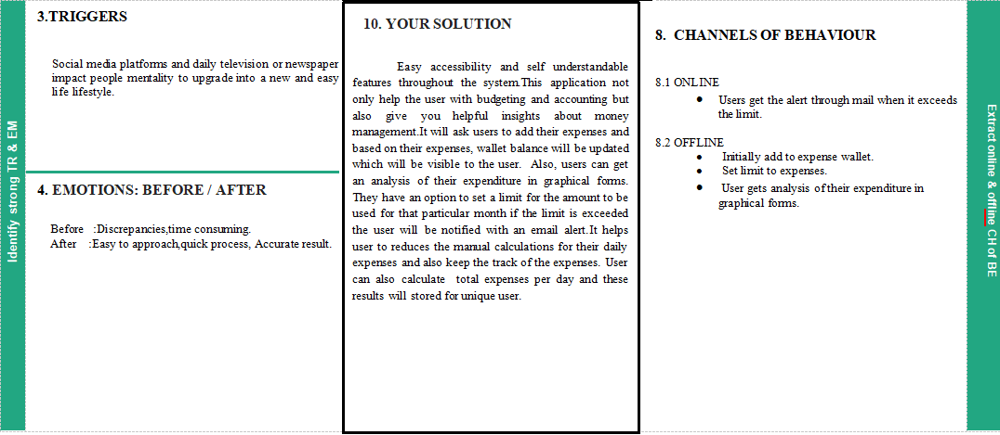 Identify strong TR & EM
3.TRIGGERS
Social media platforms and daily television or newspaper
impact people mentality to upgrade into a new and easy
life lifestyle.
4. EMOTIONS: BEFORE / AFTER
Before :Discrepancies,time consuming.
After :Easy to approach,quick process, Accurate result.
10. YOUR SOLUTION
Easy accessibility and self understandable
features throughout the system.This application not
only help the user with budgeting and accounting but
also give you helpful insights about money
management.It will ask users to add their expenses and
based on their expenses, wallet balance will be updated
which will be visible to the user. Also, users can get
an analysis of their expenditure in graphical forms.
They have an option to set a limit for the amount to be
used for that particular month if the limit is exceeded
the user will be notified with an email alert.It helps
user to reduces the manual calculations for their daily
expenses and also keep the track of the expenses. User
can also calculate total expenses per day and these
results will stored for unique user.
8. CHANNELS OF BEHAVIOUR
8.1 ONLINE
● Users get the alert through mail when it exceeds
the limit.
8.2 OFFLINE
● Initially add to expense wallet.
● Set limit to expenses.
● User gets analysis of their expenditure in
graphical forms.
Extract online & offline CH of BE